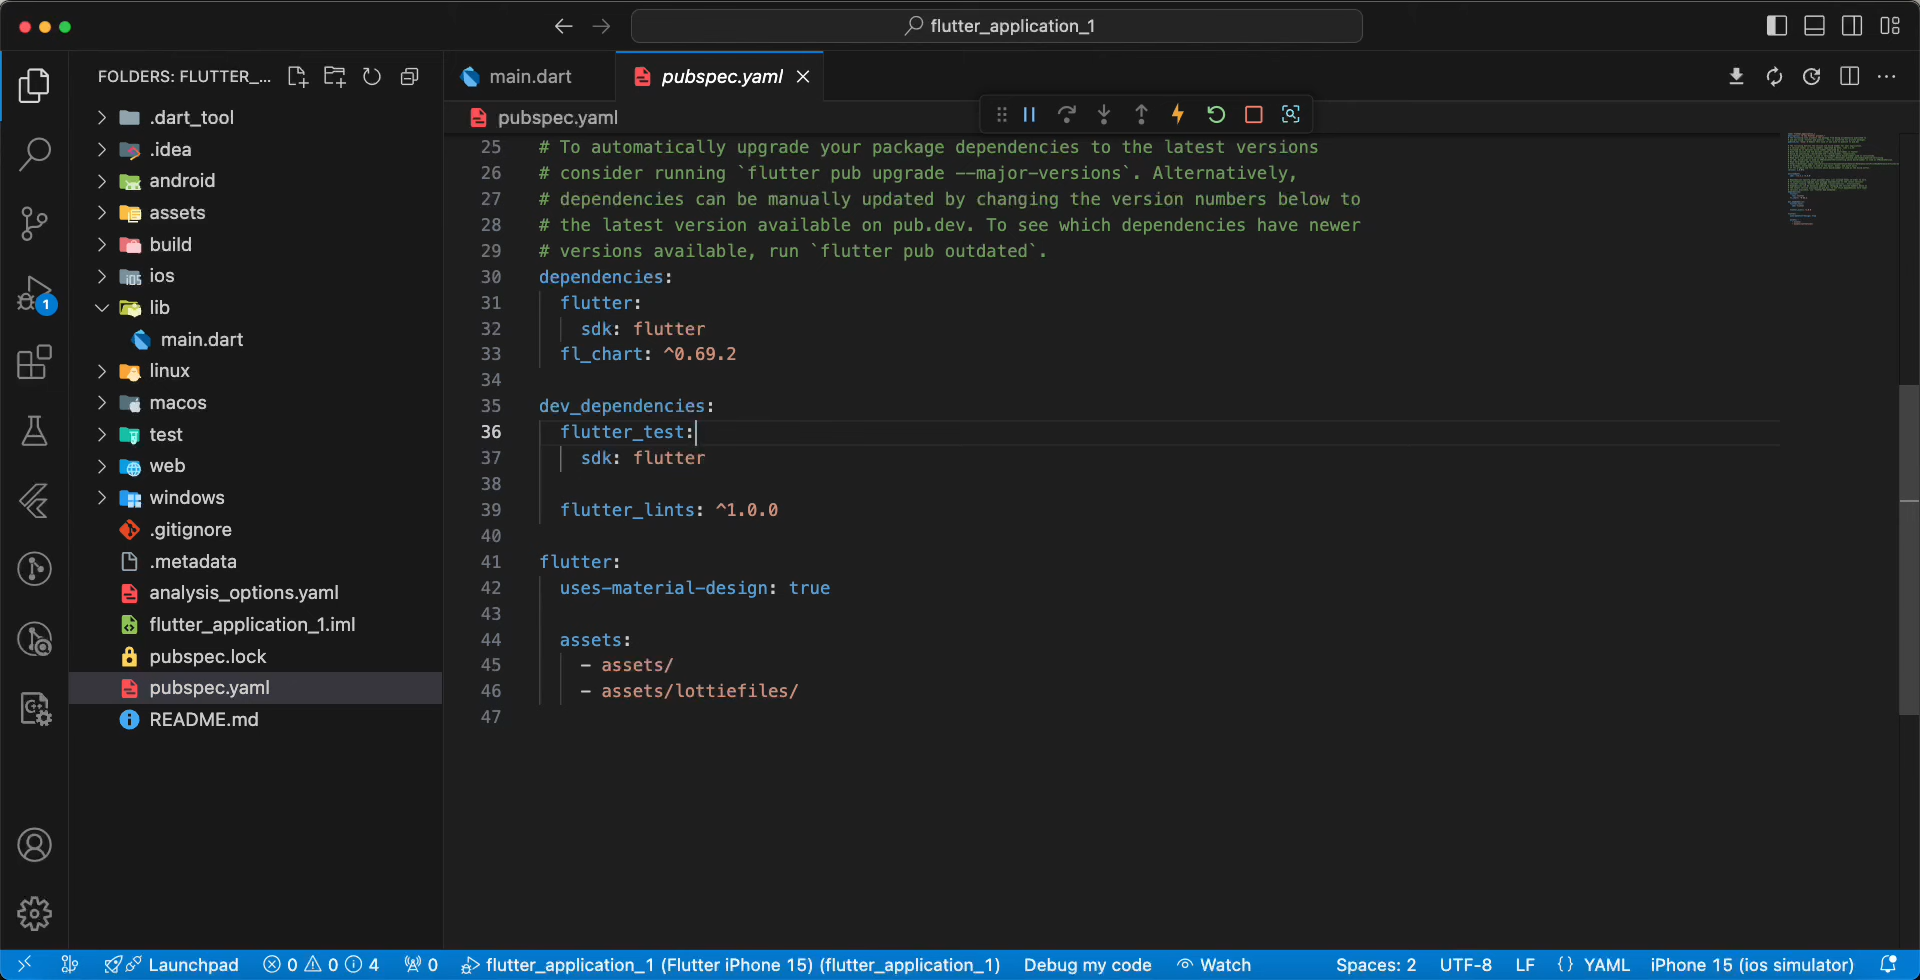 flutter_application_1
FOLDERS: FLUTTER_...
.dart_tool
.idea
android
assets
build
ios
lib
main.dart
linux
macos
test
web
windows
.gitignore
.metadata
analysis_options.yaml
flutter_application_1.iml
pubspec.lock
pubspec.yaml
README.md
1
main.dart
pubspec.yaml
pubspec.yaml
25 # To automatically upgrade your package dependencies to the latest versions
26 # consider running `flutter pub upgrade --major-versions`. Alternatively,
27 # dependencies can be manually updated by changing the version numbers below to
28 # the latest version available on pub.dev. To see which dependencies have newer
29 # versions available, run `flutter pub outdated`.
30 dependencies:
31 flutter:
32 sdk: flutter
33 fl_chart: ^0.69.2
34
35 dev_dependencies:
36 flutter_test:
37 sdk: flutter
38
39 flutter_lints: ^1.0.0
40
41 flutter:
42 uses-material-design: true
43
44 assets:
45 - assets/
46 - assets/lottiefiles/
47
Launchpad 0 0 4 0 flutter_application_1 (Flutter iPhone 15) (flutter_application_1) Debug my code Watch Spaces: 2 UTF-8 LF {} YAML iPhone 15 (ios simulator)